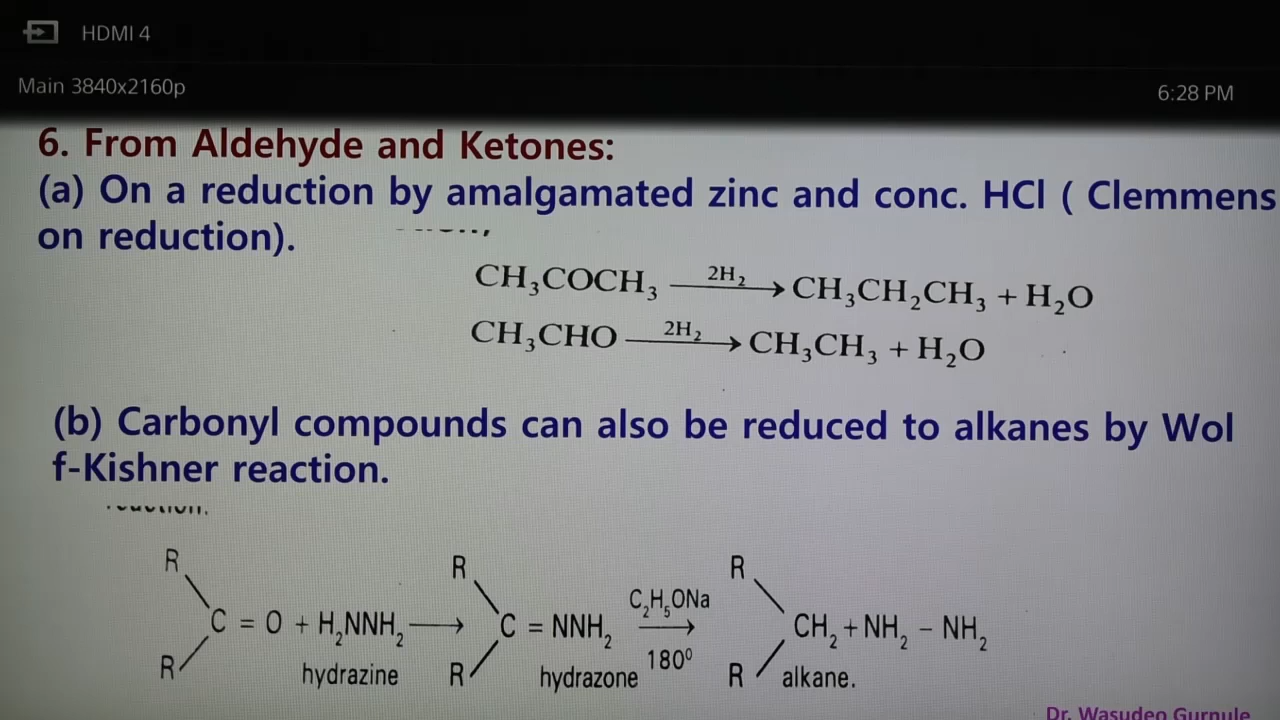 HDMI 4
Main 3840x2160p
6:28 PM
6. From Aldehyde and Ketones:
(a) On a reduction by amalgamated zinc and conc. HCl ( Clemmens
on reduction).
CH₃COCH₃ —2H₂→ CH₃CH₂CH₃ + H₂O
CH₃CHO —2H₂→ CH₃CH₃ + H₂O
(b) Carbonyl compounds can also be reduced to alkanes by Wol
f-Kishner reaction.
R R R
C₂H₅ONa
C = O + H₂NNH₂ ⟶ C = NNH₂ ⟶ CH₂ + NH₂ – NH₂
180⁰
R hydrazine R hydrazone R alkane.
Dr. Wasudeo Gurnule